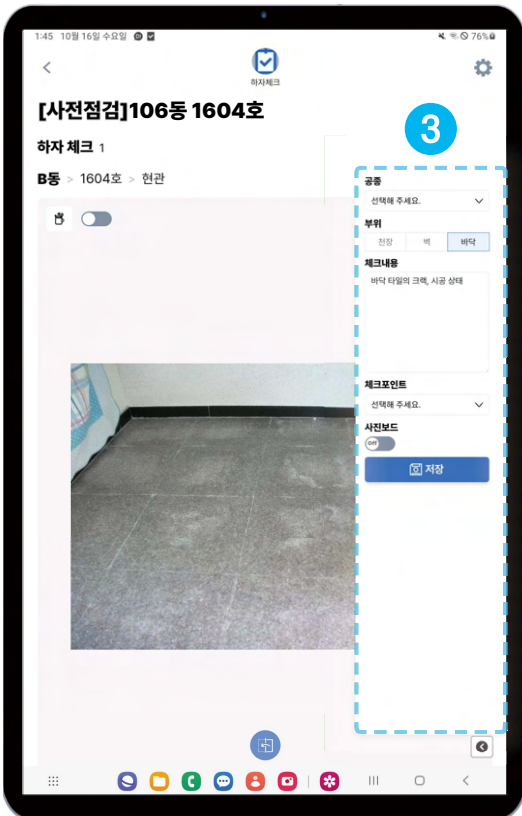 1:45 10월 16일 수요일
76%
하자체크
[사전점검]106동 1604호
하자 체크 1
B동 > 1604호 > 현관
3
공종
선택해 주세요.
부위
천장 벽 바닥
체크내용
바닥 타일의 크랙, 시공 상태
체크포인트
선택해 주세요.
사진보드
Off
저장